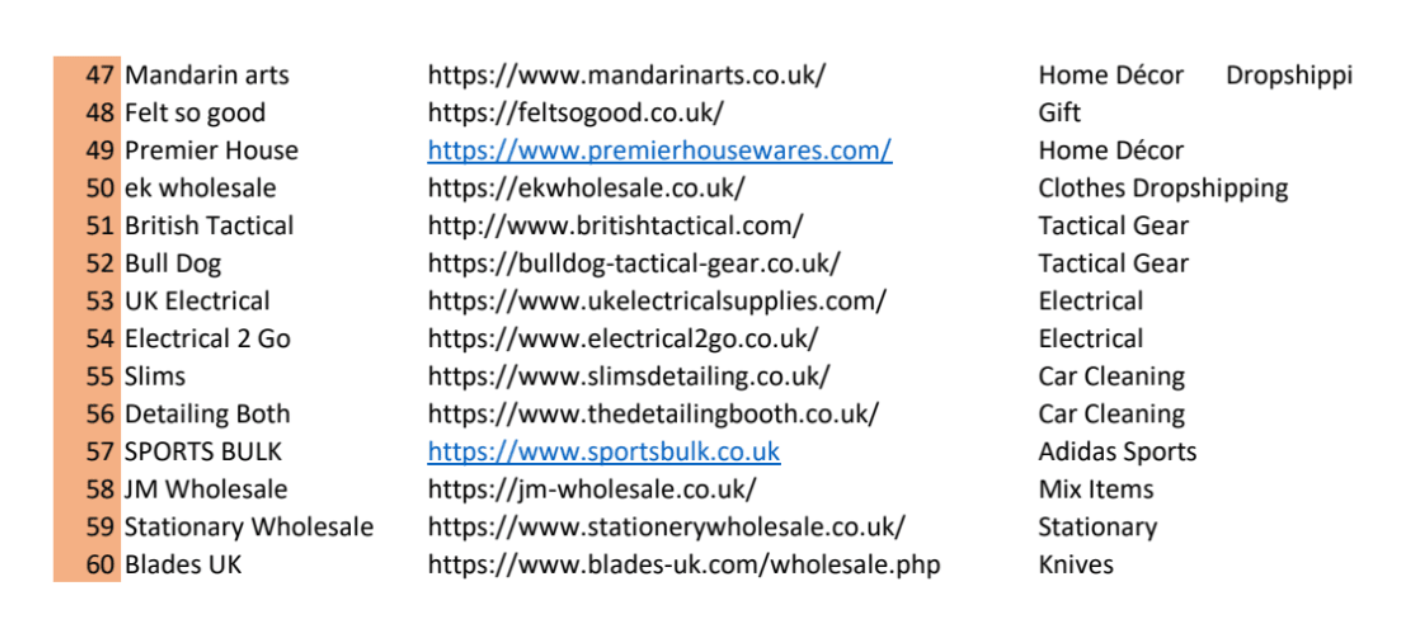 47 Mandarin arts https://www.mandarinarts.co.uk/ Home Décor Dropshippi
48 Felt so good https://feltsogood.co.uk/ Gift
49 Premier House https://www.premierhousewares.com/ Home Décor
50 ek wholesale https://ekwholesale.co.uk/ Clothes Dropshipping
51 British Tactical http://www.britishtactical.com/ Tactical Gear
52 Bull Dog https://bulldog-tactical-gear.co.uk/ Tactical Gear
53 UK Electrical https://www.ukelectricalsupplies.com/ Electrical
54 Electrical 2 Go https://www.electrical2go.co.uk/ Electrical
55 Slims https://www.slimsdetailing.co.uk/ Car Cleaning
56 Detailing Both https://www.thedetailingbooth.co.uk/ Car Cleaning
57 SPORTS BULK https://www.sportsbulk.co.uk Adidas Sports
58 JM Wholesale https://jm-wholesale.co.uk/ Mix Items
59 Stationary Wholesale https://www.stationerywholesale.co.uk/ Stationary
60 Blades UK https://www.blades-uk.com/wholesale.php Knives